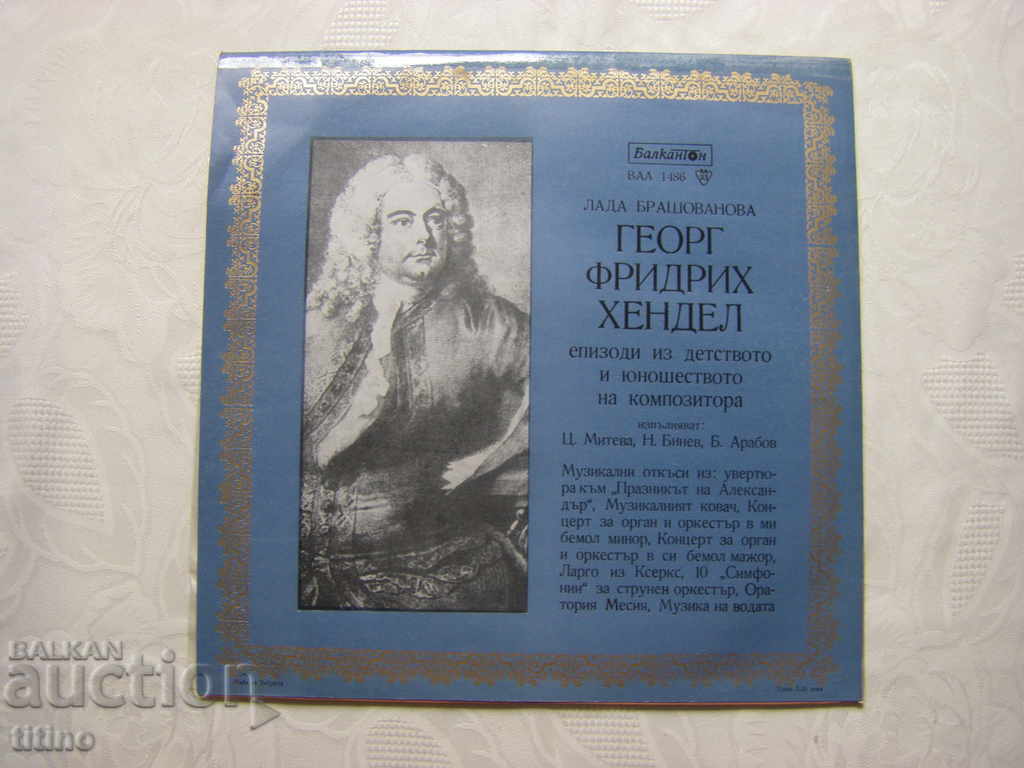 Балкантон
ВАА 1486
ЛАДА БРАШОВАНОВА
ГЕОРГ
ФРИДРИХ
ХЕНДЕЛ
епизоди из детството
и юношеството
на композитора
изпълняват:
Ц. Митева, Н. Бинев, Б. Арабов
Музикални откъси из: увертю-
ра към „Празникът на Алексан-
дър", Музикалният ковач, Кон-
церт за орган и оркестър в ми
бемол минор, Концерт за орган
и оркестър в си бемол мажор,
Ларго из Ксеркс, 10 „Симфо-
нии" за струнен оркестър, Ора-
тория Месия, Музика на водата
BALKAN
auction
titino